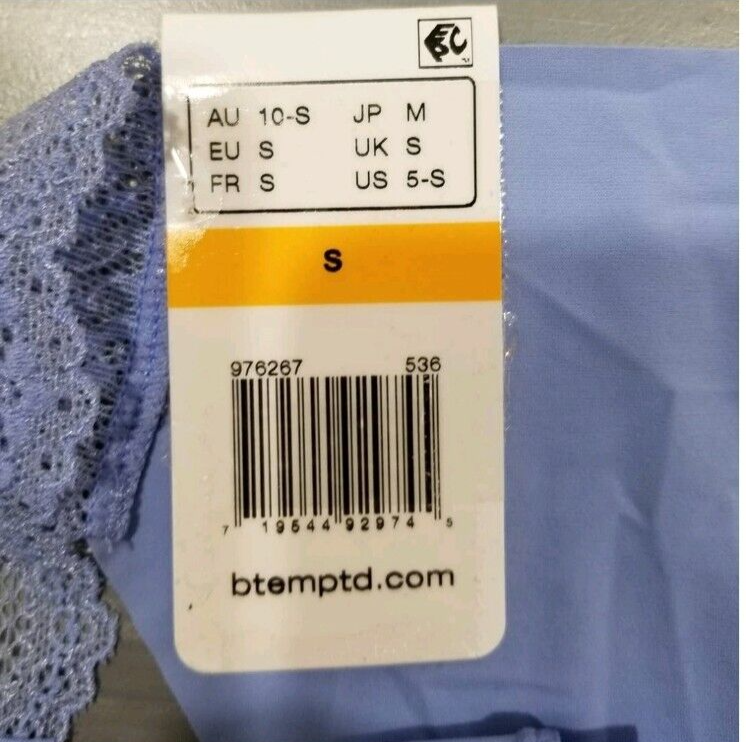 AU 10-S JP M
EU S UK S
FR S US 5-S
S
976267 536
7 19544 92974 5
btemptd.com